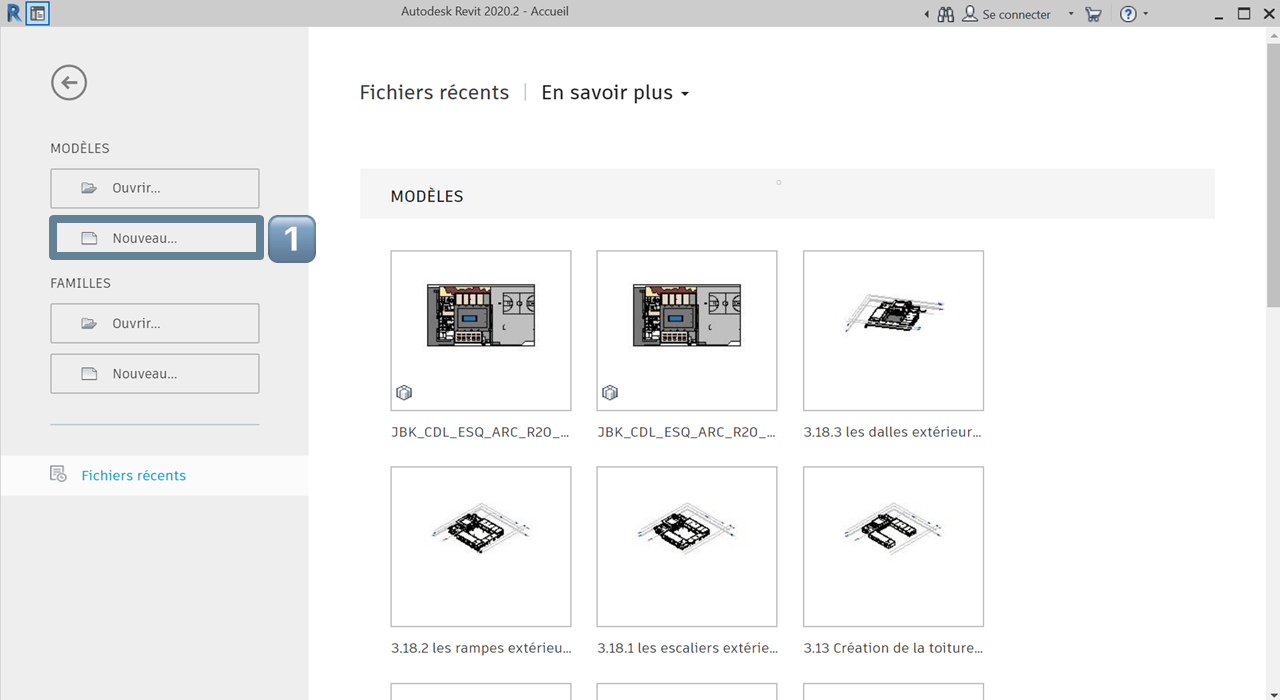 Autodesk Revit 2020.2 - Accueil
Se connecter
Fichiers récents
En savoir plus
MODÈLES
Ouvrir...
Nouveau...
1
FAMILLES
Ouvrir...
Nouveau...
Fichiers récents
MODÈLES
JBK_CDL_ESQ_ARC_R20_...
JBK_CDL_ESQ_ARC_R20_...
3.18.3 les dalles extérieur...
3.18.2 les rampes extérieu...
3.18.1 les escaliers extérie...
3.13 Création de la toiture...